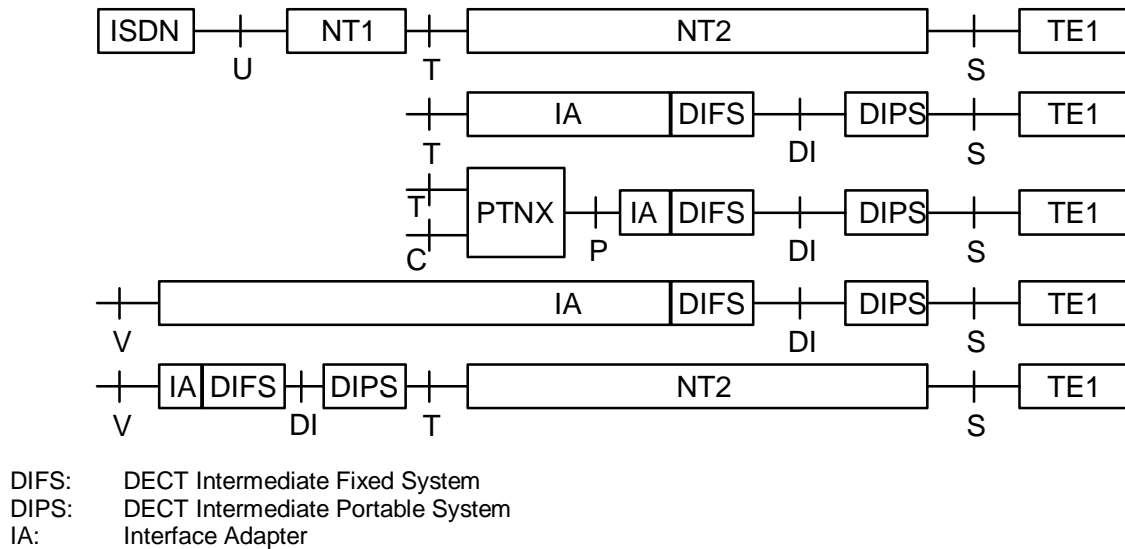 ISDN NT1 NT2 TE1
U T S
IA DIFS DIPS TE1
T DI S
T PTNX IA DIFS DIPS TE1
C P DI S
IA DIFS DIPS TE1
V DI S
IA DIFS DIPS NT2 TE1
V DI T S
DIFS: DECT Intermediate Fixed System
DIPS: DECT Intermediate Portable System
IA: Interface Adapter